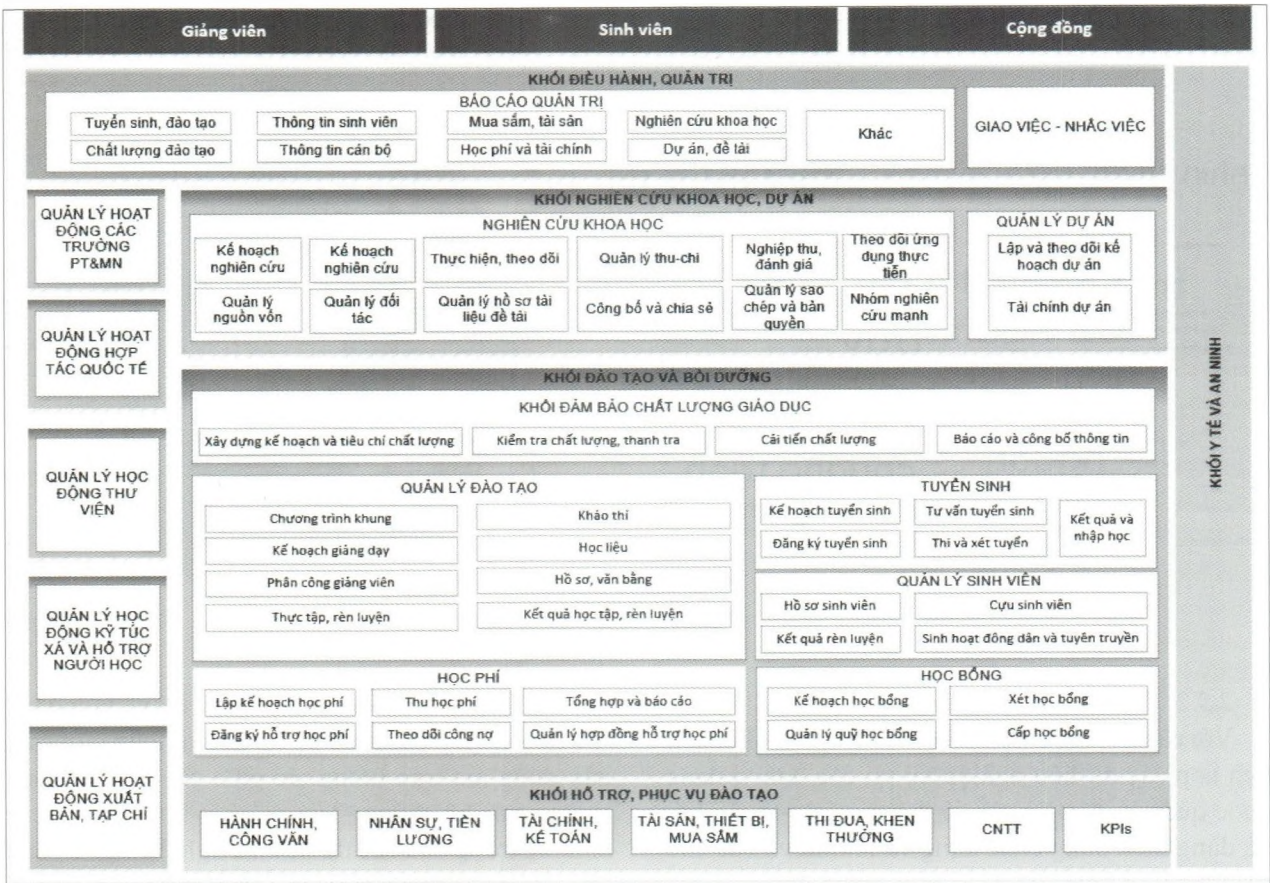 Giảng viên
Sinh viên
Cộng đồng
KHỐI ĐIỀU HÀNH, QUẢN TRỊ
BÁO CÁO QUẢN TRỊ
Tuyển sinh, đào tạo
Thông tin sinh viên
Mua sắm, tài sản
Nghiên cứu khoa học
Khác
Chất lượng đào tạo
Thông tin cán bộ
Học phí và tài chính
Dự án, đề tài
GIAO VIỆC - NHẮC VIỆC
QUẢN LÝ HOẠT
ĐỘNG CÁC
TRƯỜNG
PT&MN
QUẢN LÝ HOẠT
ĐỘNG HỢP
TÁC QUỐC TẾ
QUẢN LÝ HỌC
ĐỘNG THƯ
VIỆN
QUẢN LÝ HỌC
ĐỘNG KÝ TÚC
XÁ VÀ HỖ TRỢ
NGƯỜI HỌC
QUẢN LÝ HOẠT
ĐỘNG XUẤT
BẢN, TẠP CHÍ
KHỐI NGHIÊN CỨU KHOA HỌC, DỰ ÁN
NGHIÊN CỨU KHOA HỌC
Kế hoạch
nghiên cứu
Kế hoạch
nghiên cứu
Thực hiện, theo dõi
Quản lý thu-chi
Nghiệp thu,
đánh giá
Theo dõi ứng
dụng thực
tiễn
Quản lý
nguồn vốn
Quản lý đối
tác
Quản lý hồ sơ tài
liệu đề tài
Công bố và chia sẻ
Quản lý sao
chép và bản
quyền
Nhóm nghiên
cứu mạnh
QUẢN LÝ DỰ ÁN
Lập và theo dõi kế
hoạch dự án
Tài chính dự án
KHỐI ĐÀO TẠO VÀ BỒI DƯỠNG
KHỐI ĐẢM BẢO CHẤT LƯỢNG GIÁO DỤC
Xây dựng kế hoạch và tiêu chí chất lượng
Kiểm tra chất lượng, thanh tra
Cải tiến chất lượng
Báo cáo và công bố thông tin
QUẢN LÝ ĐÀO TẠO
Chương trình khung
Khảo thí
Kế hoạch giảng dạy
Học liệu
Phân công giảng viên
Hồ sơ, văn bằng
Thực tập, rèn luyện
Kết quả học tập, rèn luyện
TUYỂN SINH
Kế hoạch tuyển sinh
Tư vấn tuyển sinh
Kết quả và
nhập học
Đăng ký tuyển sinh
Thi và xét tuyển
QUẢN LÝ SINH VIÊN
Hồ sơ sinh viên
Cựu sinh viên
Kết quả rèn luyện
Sinh hoạt đông dân và tuyên truyền
HỌC PHÍ
Lập kế hoạch học phí
Thu học phí
Tổng hợp và báo cáo
Đăng ký hỗ trợ học phí
Theo dõi công nợ
Quản lý hợp đồng hỗ trợ học phí
HỌC BỔNG
Kế hoạch học bổng
Xét học bổng
Quản lý quỹ học bổng
Cấp học bổng
KHỐI HỖ TRỢ, PHỤC VỤ ĐÀO TẠO
HÀNH CHÍNH,
CÔNG VĂN
NHÂN SỰ, TIỀN
LƯƠNG
TÀI CHÍNH,
KẾ TOÁN
TÀI SẢN, THIẾT BỊ,
MUA SẮM
THI ĐUA, KHEN
THƯỞNG
CNTT
KPIs
KHỐI Y TẾ VÀ AN NINH